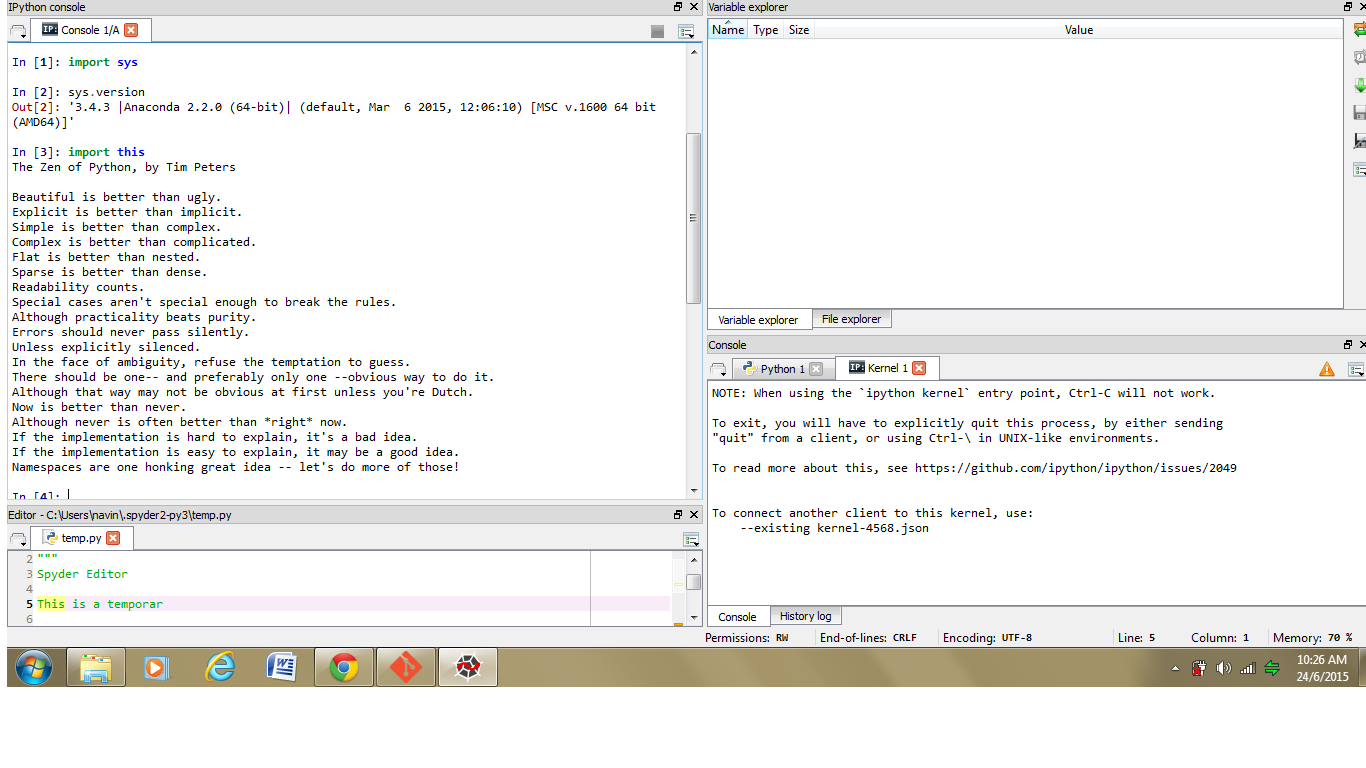 IPython console
Console 1/A
In [1]: import sys
In [2]: sys.version
Out[2]: '3.4.3 |Anaconda 2.2.0 (64-bit)| (default, Mar  6 2015, 12:06:10) [MSC v.1600 64 bit
(AMD64)]'
In [3]: import this
The Zen of Python, by Tim Peters
Beautiful is better than ugly.
Explicit is better than implicit.
Simple is better than complex.
Complex is better than complicated.
Flat is better than nested.
Sparse is better than dense.
Readability counts.
Special cases aren't special enough to break the rules.
Although practicality beats purity.
Errors should never pass silently.
Unless explicitly silenced.
In the face of ambiguity, refuse the temptation to guess.
There should be one-- and preferably only one --obvious way to do it.
Although that way may not be obvious at first unless you're Dutch.
Now is better than never.
Although never is often better than *right* now.
If the implementation is hard to explain, it's a bad idea.
If the implementation is easy to explain, it may be a good idea.
Namespaces are one honking great idea -- let's do more of those!
In [4]:
Editor - C:\Users\navin\.spyder2-py3\temp.py
temp.py
2 """
3 Spyder Editor
4
5 This is a temporar
6
Variable explorer
Name Type Size Value
Variable explorer File explorer
Console
Python 1 IP: Kernel 1
NOTE: When using the `ipython kernel` entry point, Ctrl-C will not work.
To exit, you will have to explicitly quit this process, by either sending
"quit" from a client, or using Ctrl-\ in UNIX-like environments.
To read more about this, see https://github.com/ipython/ipython/issues/2049
To connect another client to this kernel, use:
--existing kernel-4568.json
Console History log
Permissions: RW End-of-lines: CRLF Encoding: UTF-8 Line: 5 Column: 1 Memory: 70 %
10:26 AM
24/6/2015